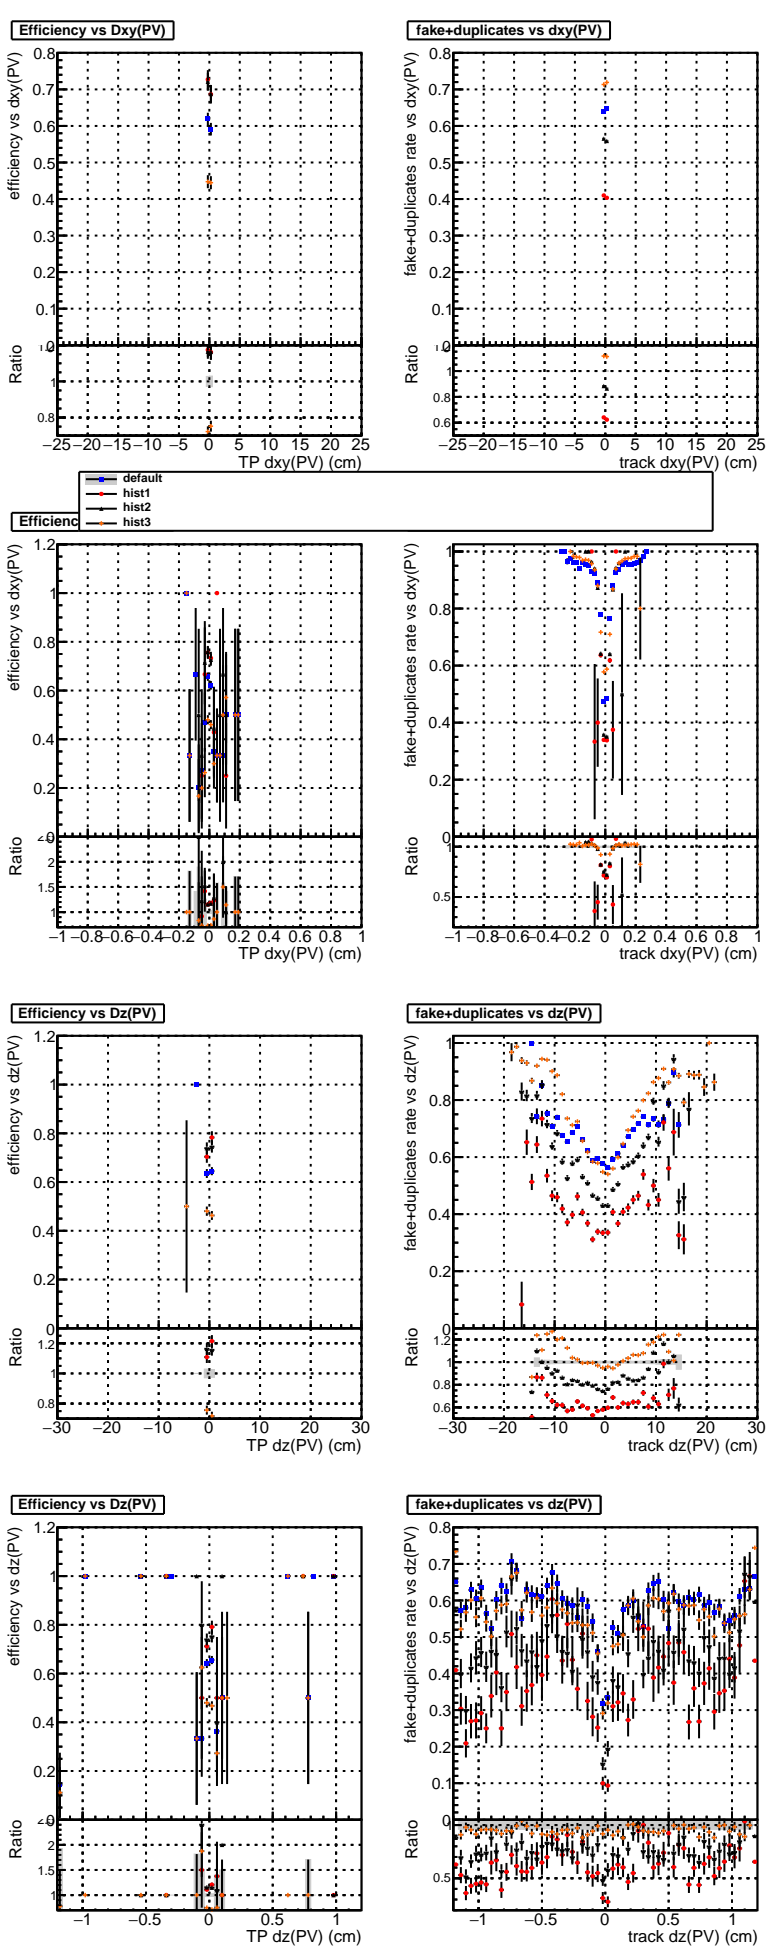 Efficiency vs Dxy(PV)
fake+duplicates vs dxy(PV)
efficiency vs dxy(PV)
0.8
0.7
0.6
0.5
0.4
0.3
0.2
0.1
0
Ratio
1
0.8
−25 −20 −15 −10 −5 0 5 10 15 20 25
TP dxy(PV) (cm)
fake+duplicates rate vs dxy(PV)
0.8
0.7
0.6
0.5
0.4
0.3
0.2
0.1
0
Ratio
1
0.8
0.6
−25 −20 −15 −10 −5 0 5 10 15 20 25
track dxy(PV) (cm)
default
hist1
hist2
hist3
Efficienc
efficiency vs dxy(PV)
1.2
1
0.8
0.6
0.4
0.2
0
Ratio
2
1.5
1
−1 −0.8 −0.6 −0.4 −0.2 0 0.2 0.4 0.6 0.8 1
TP dxy(PV) (cm)
fake+duplicates rate vs dxy(PV)
1
0.8
0.6
0.4
0.2
0
Ratio
1
0.5
−1 −0.8 −0.6 −0.4 −0.2 0 0.2 0.4 0.6 0.8 1
track dxy(PV) (cm)
Efficiency vs Dz(PV)
fake+duplicates vs dz(PV)
efficiency vs dz(PV)
1.2
1
0.8
0.6
0.4
0.2
0
Ratio
1.2
1
0.8
−30 −20 −10 0 10 20 30
TP dz(PV) (cm)
fake+duplicates rate vs dz(PV)
1
0.8
0.6
0.4
0.2
0
Ratio
1.2
1
0.8
0.6
−30 −20 −10 0 10 20 30
track dz(PV) (cm)
Efficiency vs Dz(PV)
fake+duplicates vs dz(PV)
efficiency vs dz(PV)
1.2
1
0.8
0.6
0.4
0.2
0
Ratio
2
1.5
1
−1 −0.5 0 0.5 1
TP dz(PV) (cm)
fake+duplicates rate vs dz(PV)
0.8
0.7
0.6
0.5
0.4
0.3
0.2
0.1
0
Ratio
0.5
−1 −0.5 0 0.5 1
track dz(PV) (cm)